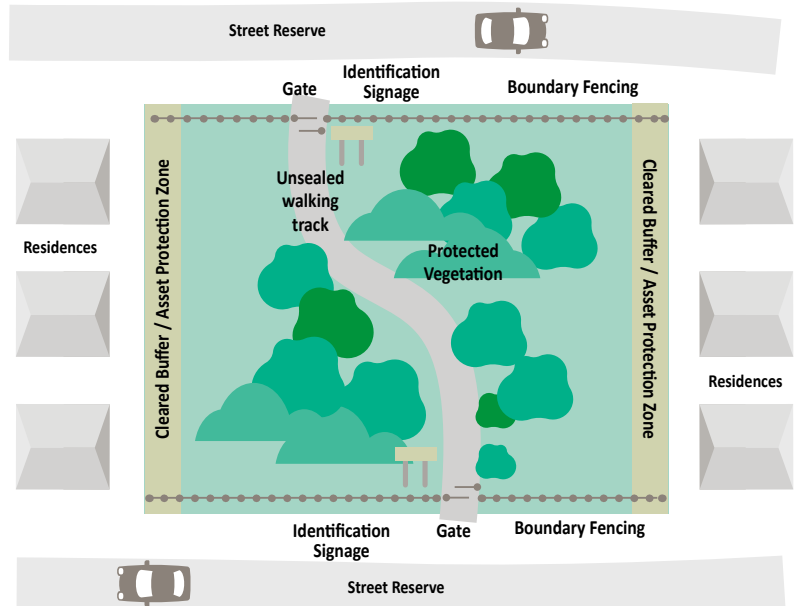 Street Reserve
Identification
Signage
Gate
Boundary Fencing
Unsealed
walking
track
Cleared Buffer / Asset Protection Zone
Cleared Buffer / Asset Protection Zone
Residences
Protected
Vegetation
Residences
Identification
Signage
Gate
Boundary Fencing
Street Reserve